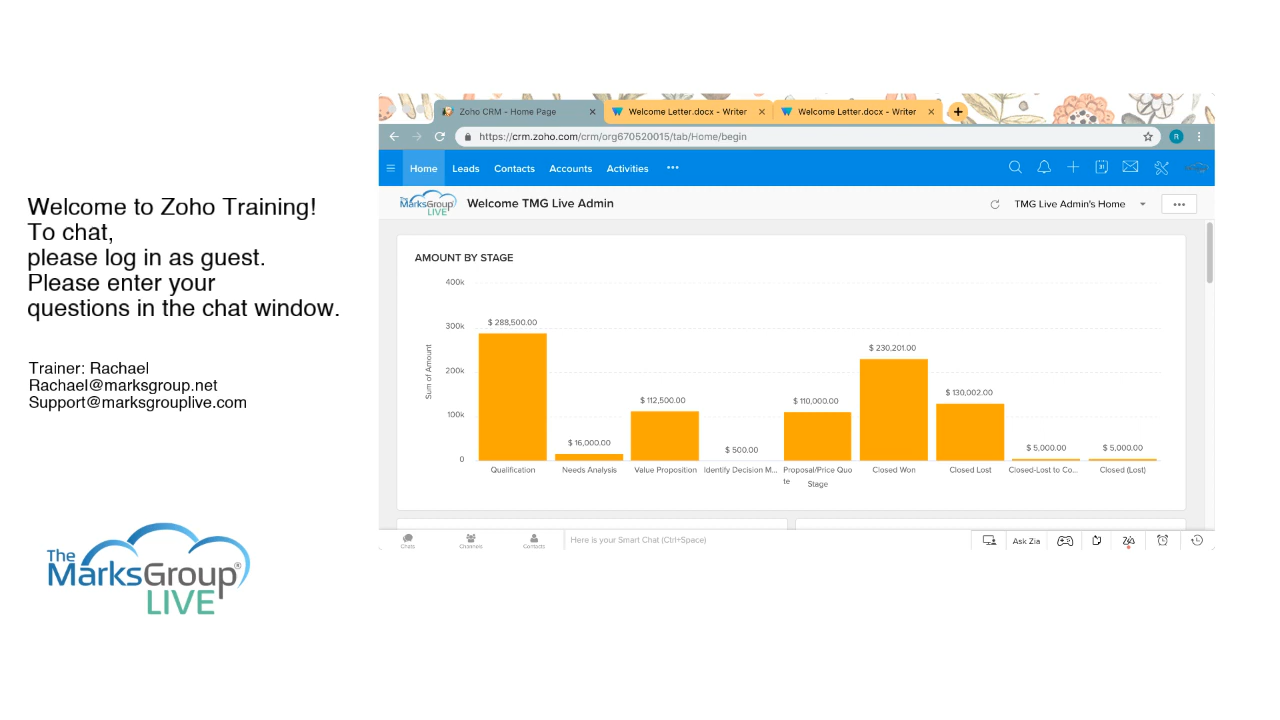 Zoho CRM - Home Page
Welcome Letter.docx - Writer
Welcome Letter.docx - Writer
https://crm.zoho.com/crm/org670520015/tab/Home/begin
R
Home Leads Contacts Accounts Activities
31
MarksGroup
LIVE
Welcome TMG Live Admin
TMG Live Admin's Home
Welcome to Zoho Training!
To chat,
please log in as guest.
Please enter your
questions in the chat window.
Trainer: Rachael
Rachael@marksgroup.net
Support@marksgrouplive.com
The
MarksGroup®
LIVE
AMOUNT BY STAGE
400k
300k
200k
100k
0
Sum of Amount
$ 288,500.00
$ 16,000.00
$ 112,500.00
$ 500.00
$ 110,000.00
$ 230,201.00
$ 130,002.00
$ 5,000.00
$ 5,000.00
Qualification
Needs Analysis
Value Proposition
Identify Decision M...
Proposal/Price Quo
te
Closed Won
Closed Lost
Closed-Lost to Co...
Closed (Lost)
Stage
Chats
Channels
Contacts
Here is your Smart Chat (Ctrl+Space)
Ask Zia